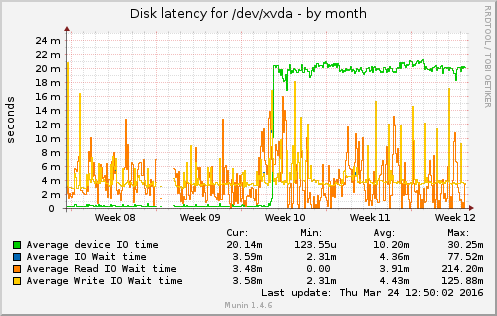 Disk latency for /dev/xvda - by month
RRDTOOL / TOBI OETIKER
seconds
24 m
22 m
20 m
18 m
16 m
14 m
12 m
10 m
8 m
6 m
4 m
2 m
0
Week 08 Week 09 Week 10 Week 11 Week 12
Cur: Min: Avg: Max:
Average device IO time 20.14m 123.55u 10.20m 30.25m
Average IO Wait time 3.59m 2.31m 4.36m 77.52m
Average Read IO Wait time 3.48m 0.00 3.91m 214.20m
Average Write IO Wait time 3.58m 2.31m 4.43m 125.88m
Last update: Thu Mar 24 12:50:02 2016
Munin 1.4.6